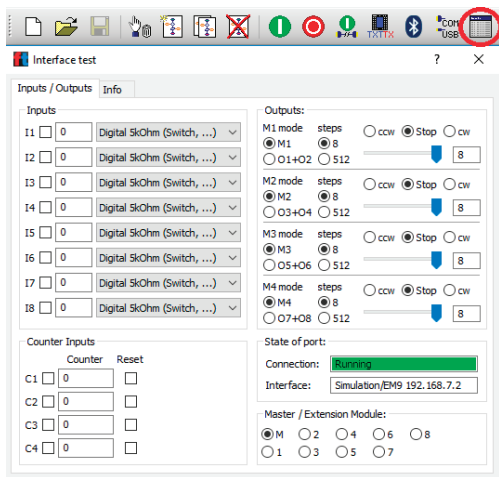 TXTTX
COM
USB
Interface test
? 
Inputs / Outputs Info
Inputs
I1 0 Digital 5kOhm (Switch, ...)
I2 0 Digital 5kOhm (Switch, ...)
I3 0 Digital 5kOhm (Switch, ...)
I4 0 Digital 5kOhm (Switch, ...)
I5 0 Digital 5kOhm (Switch, ...)
I6 0 Digital 5kOhm (Switch, ...)
I7 0 Digital 5kOhm (Switch, ...)
I8 0 Digital 5kOhm (Switch, ...)
Counter Inputs
Counter Reset
C1 0
C2 0
C3 0
C4 0
Outputs:
M1 mode steps ccw Stop cw
M1 8
O1+O2 512 8
M2 mode steps ccw Stop cw
M2 8
O3+O4 512 8
M3 mode steps ccw Stop cw
M3 8
O5+O6 512 8
M4 mode steps ccw Stop cw
M4 8
O7+O8 512 8
State of port:
Connection: Running
Interface: Simulation/EM9 192.168.7.2
Master / Extension Module:
M 2 4 6 8
1 3 5 7